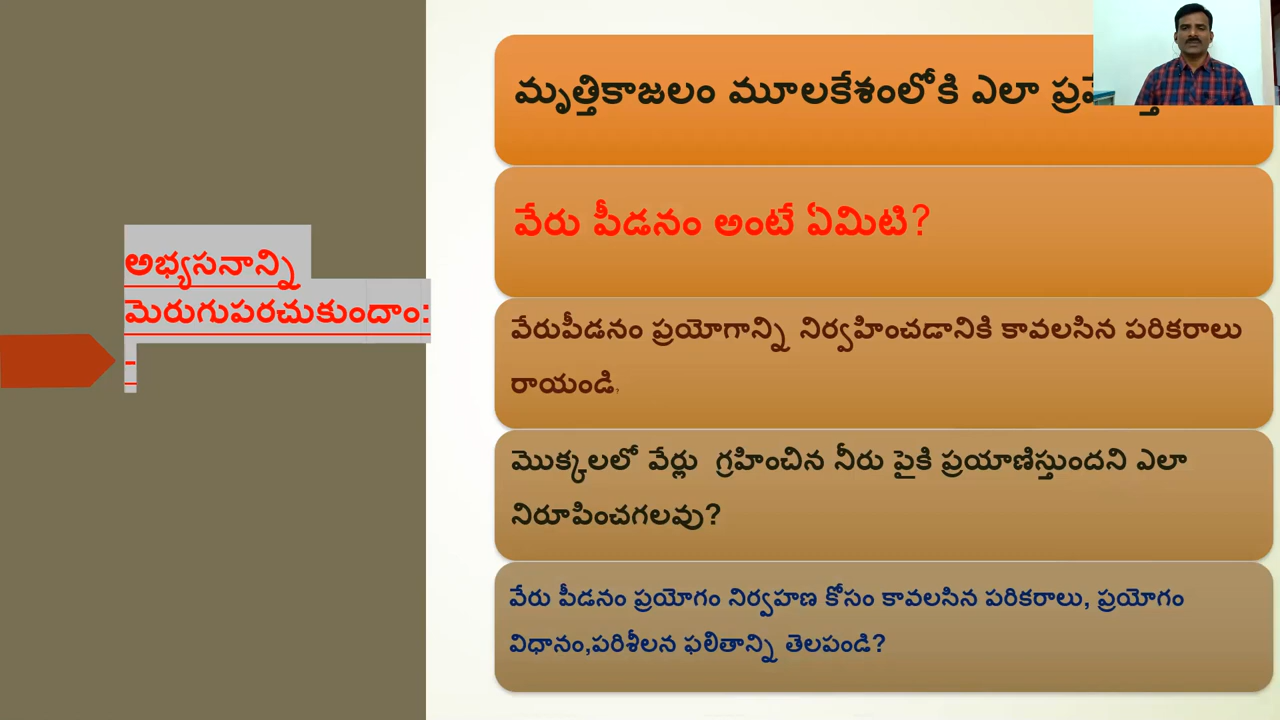 అభ్యసనాన్ని
మెరుగుపరచుకుందాం:
-
మృత్తికాజలం మూలకేశంలోకి ఎలా
వేరు పీడనం అంటే ఏమిటి?
వేరుపీడనం ప్రయోగాన్ని నిర్వహించడానికి కావలసిన పరికరాలు
రాయండి,
మొక్కలలో వేర్లు గ్రహించిన నీరు పైకి ప్రయాణిస్తుందని ఎలా
నిరూపించగలవు?
వేరు పీడనం ప్రయోగం నిర్వహణ కోసం కావలసిన పరికరాలు, ప్రయోగం
విధానం,పరిశీలన ఫలితాన్ని తెలపండి?